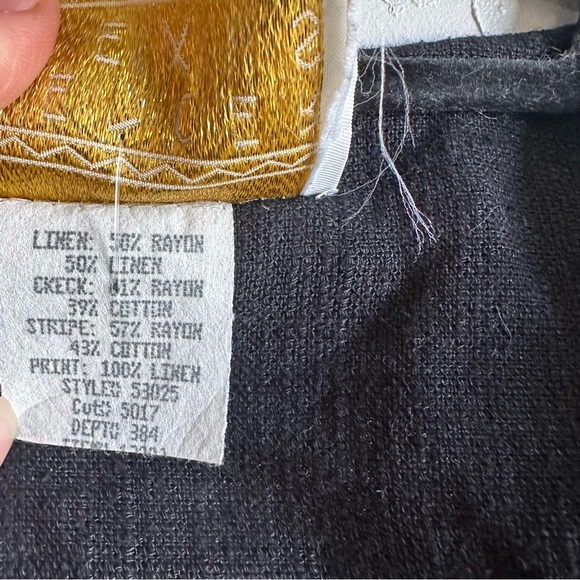 LINEN: 50% RAYON
50% LINEN
CKECK: 61% RAYON
39% COTTON
STRIPE: 57% RAYON
43% COTTON
PRINT: 100% LINEN
STYLE@ 53025
Cut@ 5017
DEPT@ 384